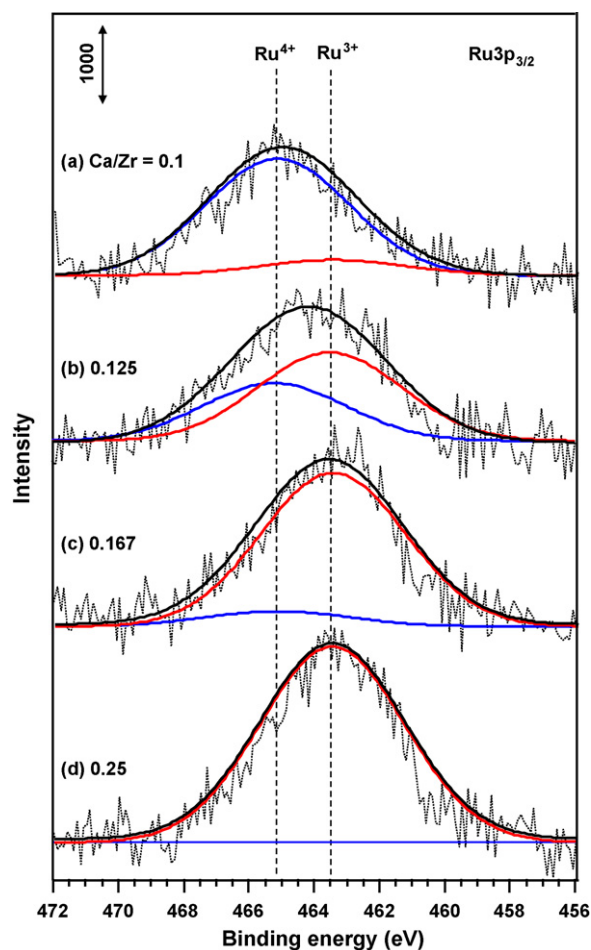 1000
Ru⁴⁺ Ru³⁺ Ru3p₃/₂
(a) Ca/Zr = 0.1
(b) 0.125
(c) 0.167
(d) 0.25
Intensity
472 470 468 466 464 462 460 458 456
Binding energy (eV)